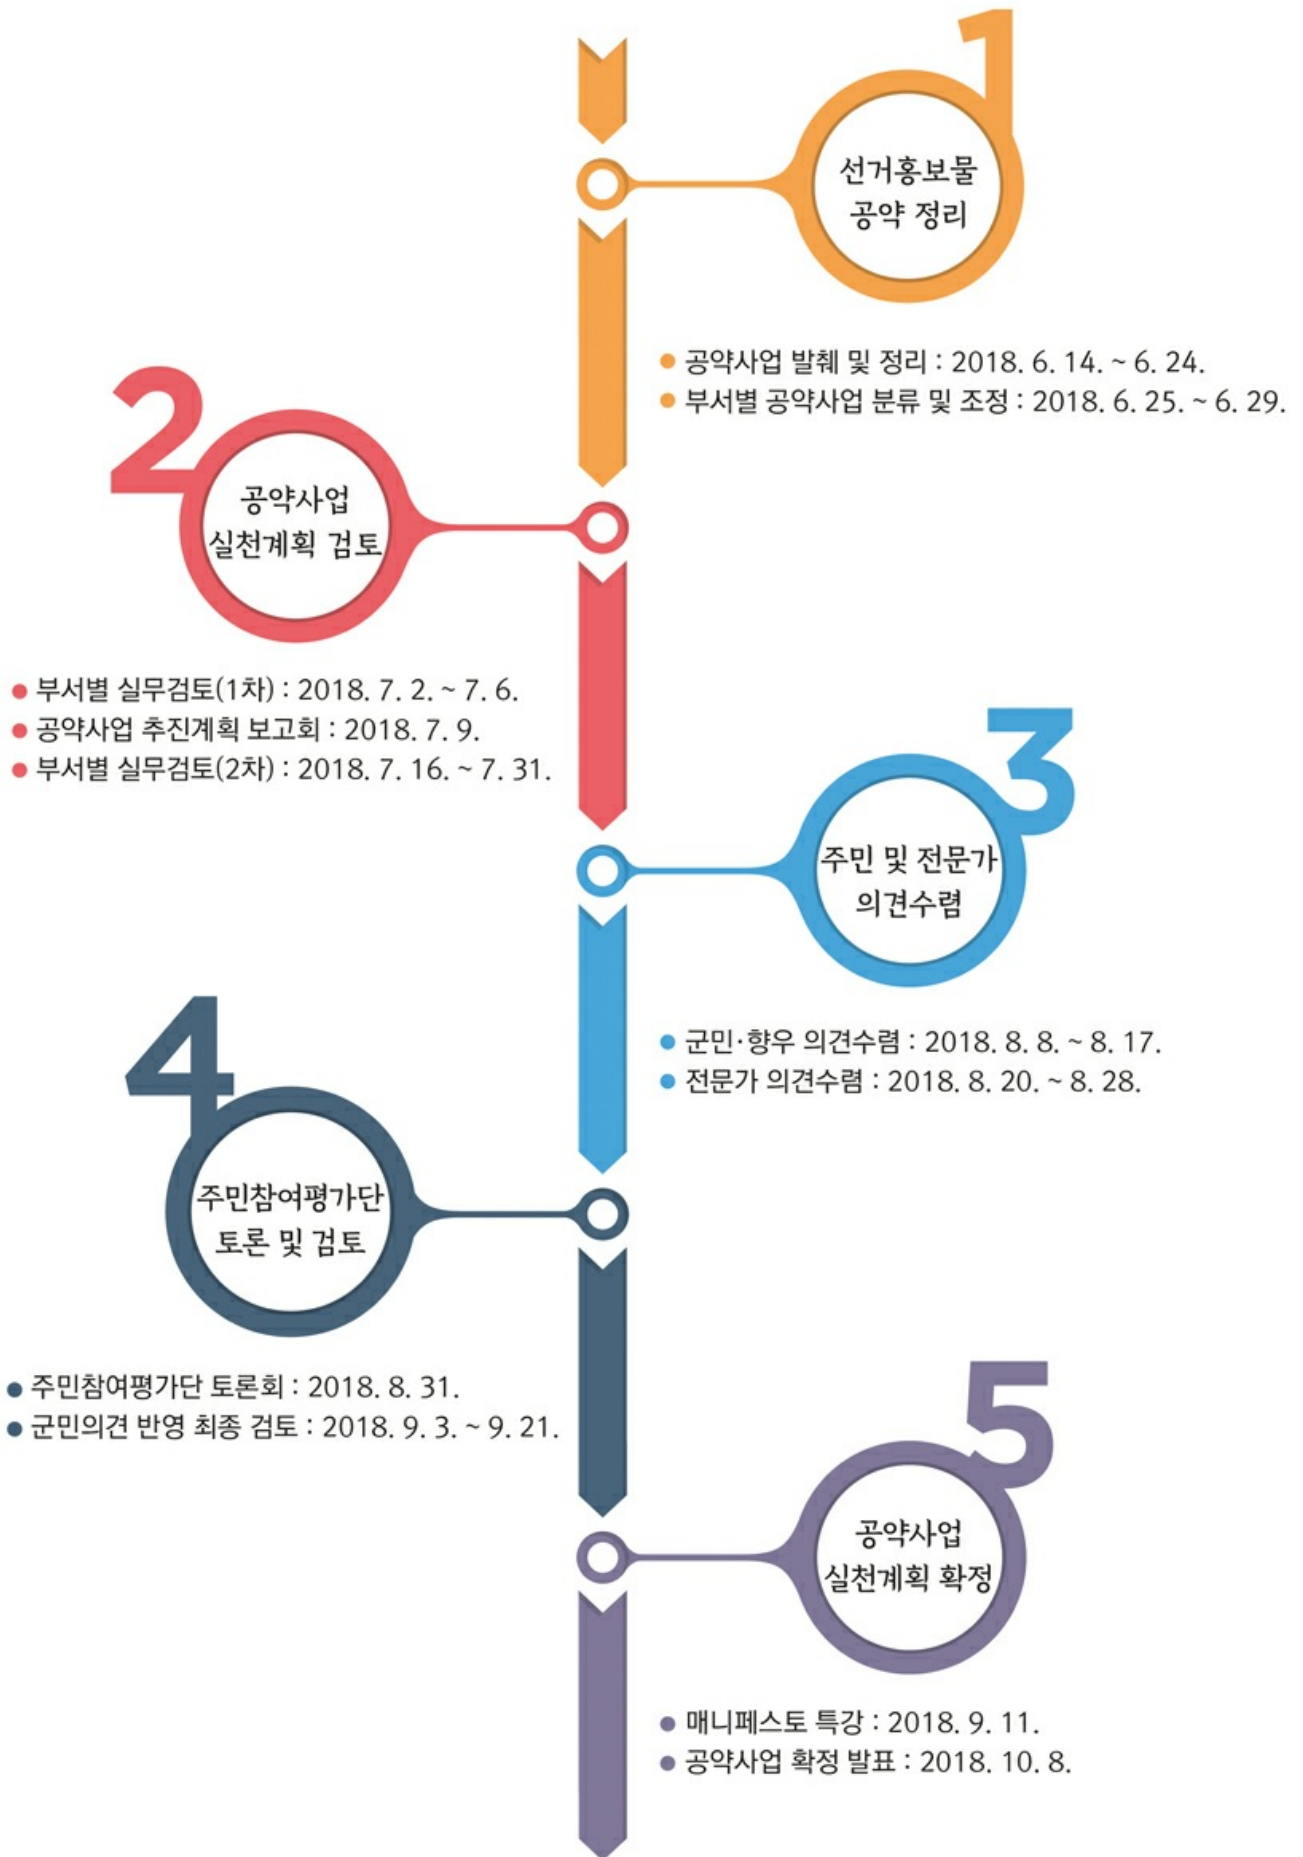 1
선거홍보물
공약 정리
● 공약사업 발췌 및 정리 : 2018. 6. 14. ~ 6. 24.
● 부서별 공약사업 분류 및 조정 : 2018. 6. 25. ~ 6. 29.
2
공약사업
실천계획 검토
● 부서별 실무검토(1차) : 2018. 7. 2. ~ 7. 6.
● 공약사업 추진계획 보고회 : 2018. 7. 9.
● 부서별 실무검토(2차) : 2018. 7. 16. ~ 7. 31.
3
주민 및 전문가
의견수렴
● 군민·향우 의견수렴 : 2018. 8. 8. ~ 8. 17.
● 전문가 의견수렴 : 2018. 8. 20. ~ 8. 28.
4
주민참여평가단
토론 및 검토
● 주민참여평가단 토론회 : 2018. 8. 31.
● 군민의견 반영 최종 검토 : 2018. 9. 3. ~ 9. 21.
5
공약사업
실천계획 확정
● 매니페스토 특강 : 2018. 9. 11.
● 공약사업 확정 발표 : 2018. 10. 8.